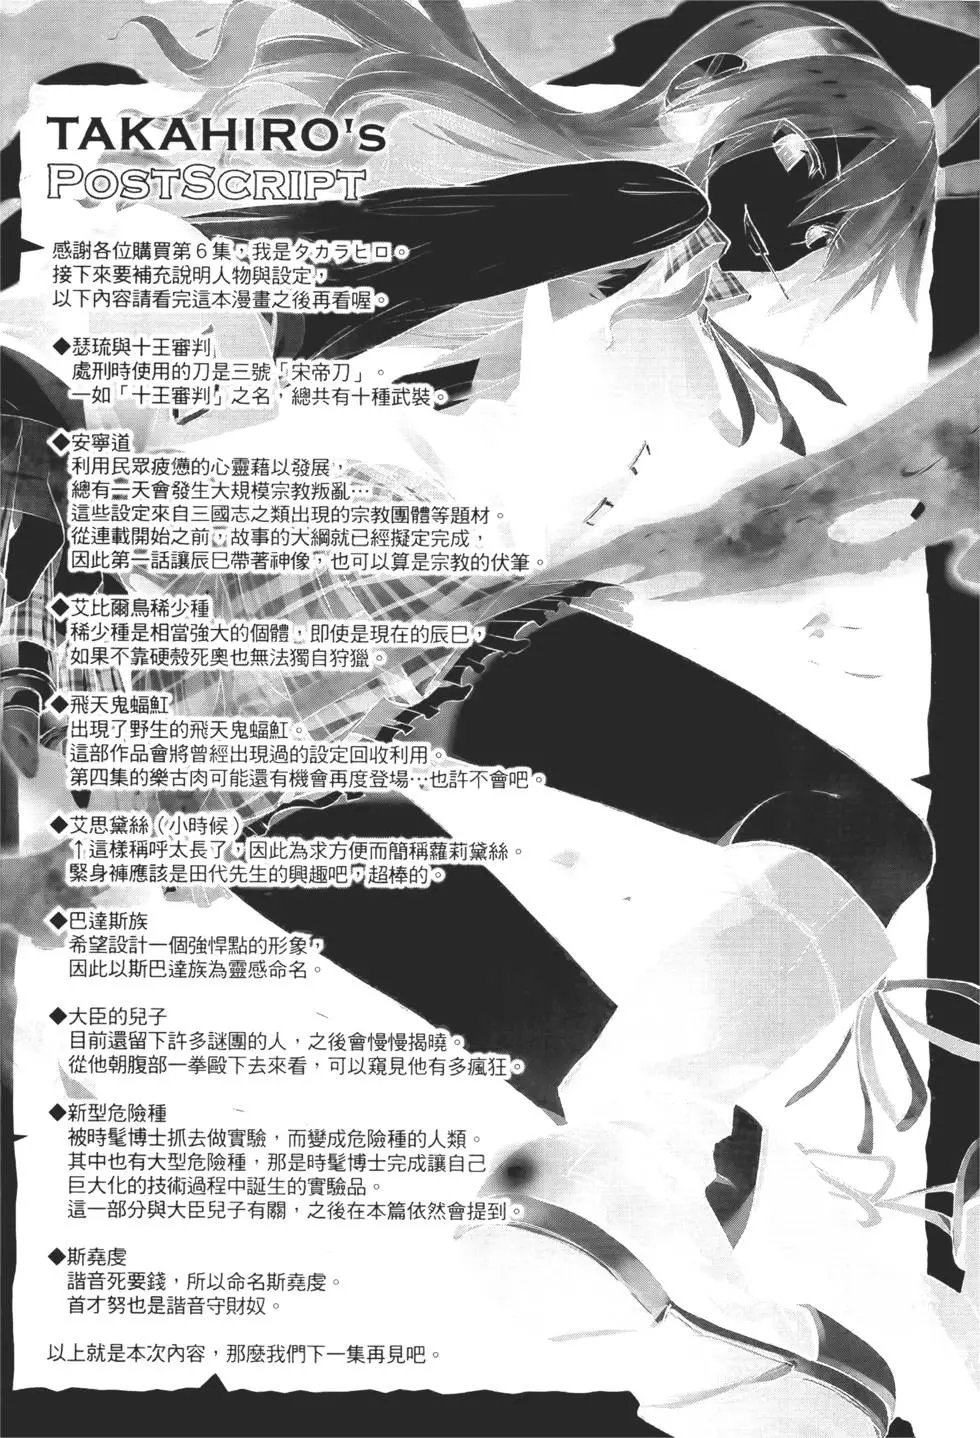 TAKAHIRO's
POSTSCRIPT
感謝各位購買第6集，我是タカヒロ。
接下來要補充說明人物與設定，
以下內容請看完這本漫畫之後再看喔。
◆瑟琉與十王審判
處刑時使用的刀是三號「宋帝刀」。
一如「十王審判」之名，總共有十種武裝。
◆安寧道
利用民眾疲憊的心靈藉以發展，
總有一天會發生大規模宗教叛亂…
這些設定來自三國志之類出現的宗教團體等題材。
從連載開始之前，故事的大綱就已經擬定完成，
因此第一話讓辰巳帶著神像，也可以算是宗教的伏筆。
◆艾比爾鳥稀少種
稀少種是相當強大的個體，即使是現在的辰巳，
如果不靠硬殼死奧也無法獨自狩獵。
◆飛天鬼蝠魟
出現了野生的飛天鬼蝠魟。
這部作品會將曾經出現過的設定回收利用。
第四集的樂古肉可能還有機會再度登場…也許不會吧。
◆艾思黛絲（小時候）
↑這樣稱呼太長了，因此為求方便而簡稱蘿莉黛絲。
緊身褲應該是田代先生的興趣吧，超棒的。
◆巴達斯族
希望設計一個強悍點的形象，
因此以斯巴達族為靈感命名。
◆大臣的兒子
目前還留下許多謎團的人，之後會慢慢揭曉。
從他朝腹部一拳毆下去來看，可以窺見他有多瘋狂。
◆新型危險種
被時髦博士抓去做實驗，而變成危險種的人類。
其中也有大型危險種，那是時髦博士完成讓自己
巨大化的技術過程中誕生的實驗品。
這一部分與大臣兒子有關，之後在本篇依然會提到。
◆斯堯虔
諧音死要錢，所以命名斯堯虔。
首才努也是諧音守財奴。
以上就是本次內容，那麼我們下一集再見吧。